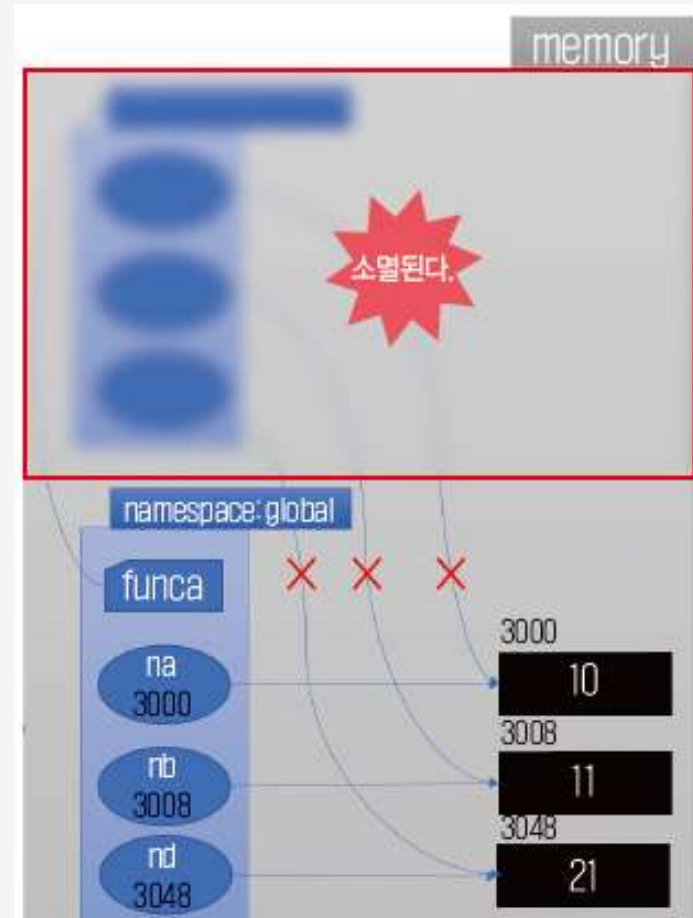 memory
소멸된다.
namespace:global
funca
3000
na
3000
10
3008
nb
3008
11
3048
nd
3048
21